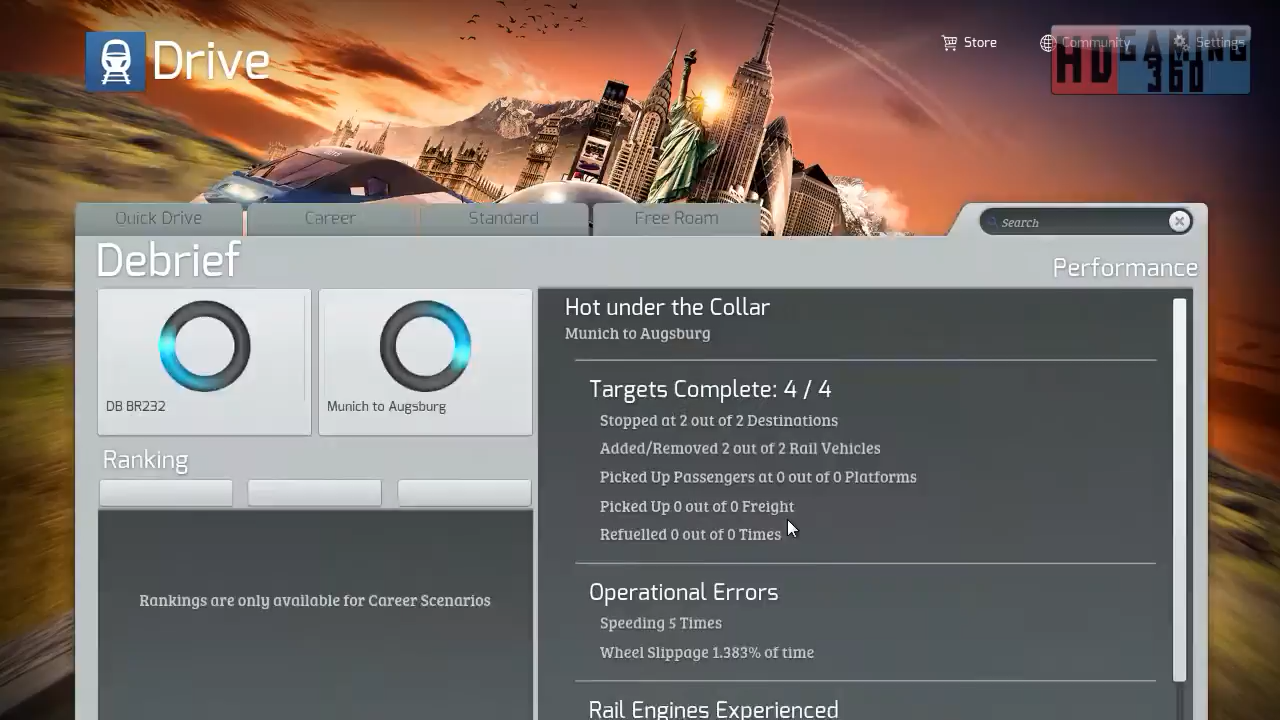 Drive
Store
Community
Settings
HD GAMING 360
Quick Drive
Career
Standard
Free Roam
Search
Debrief
Performance
DB BR232
Munich to Augsburg
Ranking
Rankings are only available for Career Scenarios
Hot under the Collar
Munich to Augsburg
Targets Complete: 4 / 4
Stopped at 2 out of 2 Destinations
Added/Removed 2 out of 2 Rail Vehicles
Picked Up Passengers at 0 out of 0 Platforms
Picked Up 0 out of 0 Freight
Refuelled 0 out of 0 Times
Operational Errors
Speeding 5 Times
Wheel Slippage 1.383% of time
Rail Engines Experienced